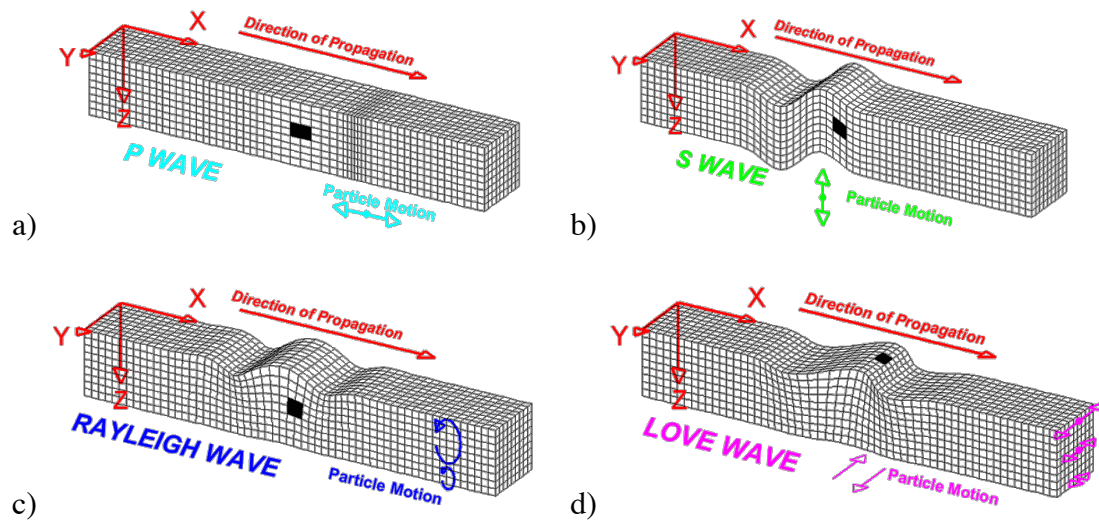 X
Direction of Propagation
Y
Z
P WAVE
Particle Motion
a)
X
Direction of Propagation
Y
Z
S WAVE
Particle Motion
b)
X
Direction of Propagation
Y
Z
RAYLEIGH WAVE
Particle Motion
c)
X
Direction of Propagation
Y
Z
LOVE WAVE
Particle Motion
d)